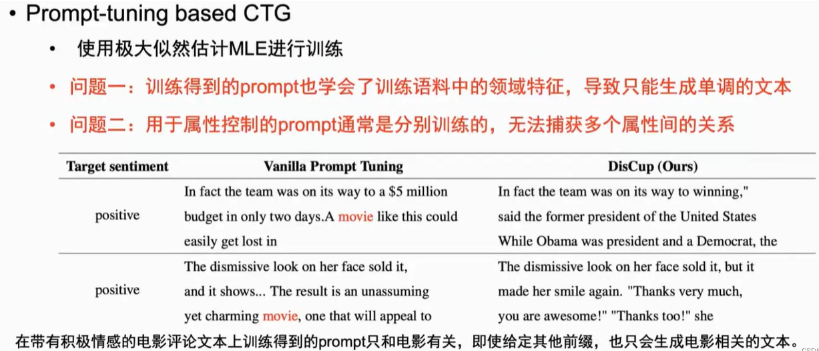 • Prompt-tuning based CTG
• 使用极大似然估计MLE进行训练
• 问题一：训练得到的prompt也学会了训练语料中的领域特征，导致只能生成单调的文本
• 问题二：用于属性控制的prompt通常是分别训练的，无法捕获多个属性间的关系
Target sentiment Vanilla Prompt Tuning DisCup (Ours)
In fact the team was on its way to a $5 million In fact the team was on its way to winning,"
positive budget in only two days.A movie like this could said the former president of the United States
easily get lost in While Obama was president and a Democrat, the
The dismissive look on her face sold it, The dismissive look on her face sold it, but it
positive and it shows... The result is an unassuming made her smile again. "Thanks very much,
yet charming movie, one that will appeal to you are awesome!" "Thanks too!" she
在带有积极情感的电影评论文本上训练得到的prompt只和电影有关，即使给定其他前缀，也只会生成电影相关的文本。